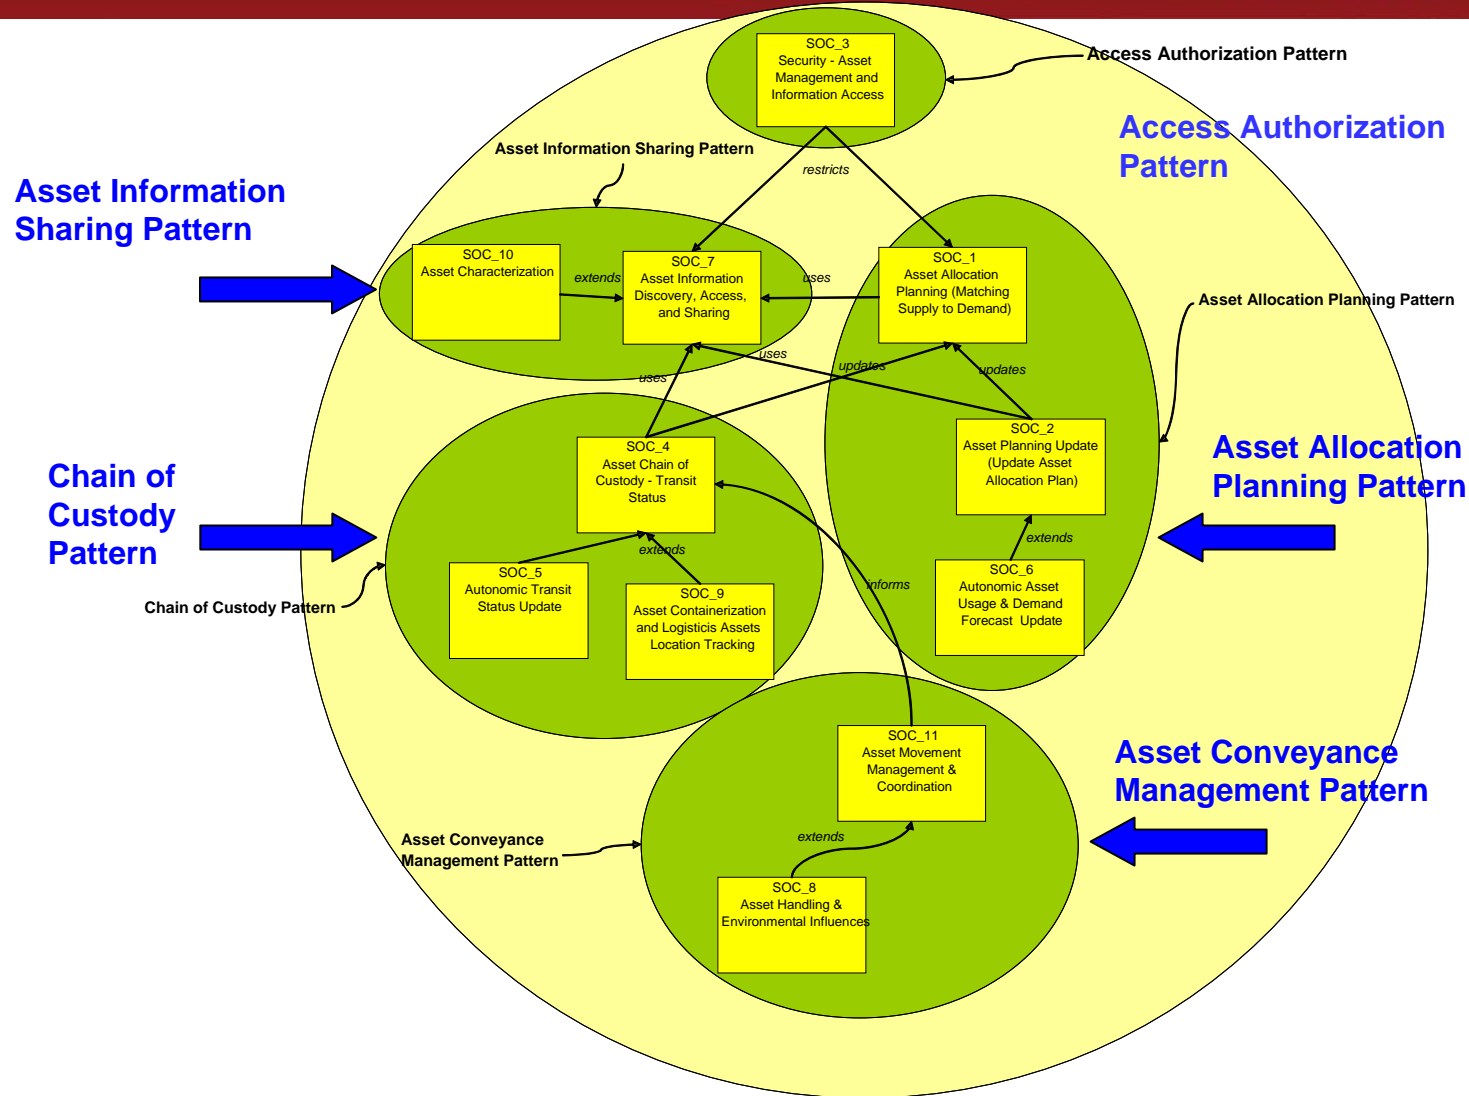 SOC_3
Security - Asset
Management and
Information Access
Access Authorization Pattern
Access Authorization
Pattern
Asset Information Sharing Pattern
restricts
Asset Information
Sharing Pattern
SOC_10
Asset Characterization
extends
SOC_7
Asset Information
Discovery, Access,
and Sharing
uses
SOC_1
Asset Allocation
Planning (Matching
Supply to Demand)
Asset Allocation Planning Pattern
uses
uses
updates
updates
SOC_4
Asset Chain of
Custody - Transit
Status
SOC_2
Asset Planning Update
(Update Asset
Allocation Plan)
Asset Allocation
Planning Pattern
Chain of
Custody
Pattern
extends
extends
SOC_5
Autonomic Transit
Status Update
SOC_9
Asset Containerization
and Logisticis Assets
Location Tracking
informs
SOC_6
Autonomic Asset
Usage & Demand
Forecast Update
Chain of Custody Pattern
SOC_11
Asset Movement
Management &
Coordination
Asset Conveyance
Management Pattern
Asset Conveyance
Management Pattern
extends
SOC_8
Asset Handling &
Environmental Influences